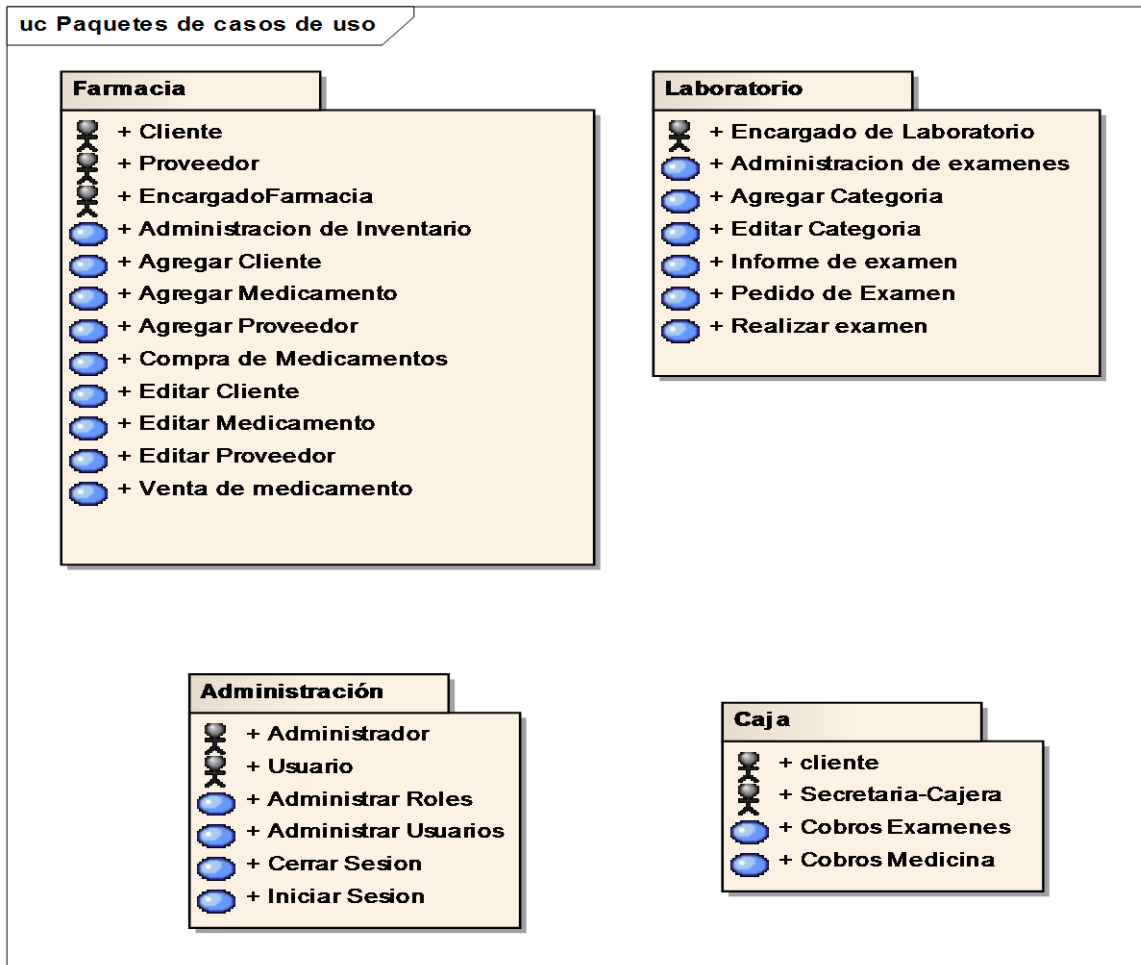 uc Paquetes de casos de uso
Farmacia
+ Cliente
+ Proveedor
+ EncargadoFarmacia
+ Administracion de Inventario
+ Agregar Cliente
+ Agregar Medicamento
+ Agregar Proveedor
+ Compra de Medicamentos
+ Editar Cliente
+ Editar Medicamento
+ Editar Proveedor
+ Venta de medicamento
Laboratorio
+ Encargado de Laboratorio
+ Administracion de examenes
+ Agregar Categoria
+ Editar Categoria
+ Informe de examen
+ Pedido de Examen
+ Realizar examen
Administración
+ Administrador
+ Usuario
+ Administrar Roles
+ Administrar Usuarios
+ Cerrar Sesion
+ Iniciar Sesion
Caja
+ cliente
+ Secretaria-Cajera
+ Cobros Examenes
+ Cobros Medicina